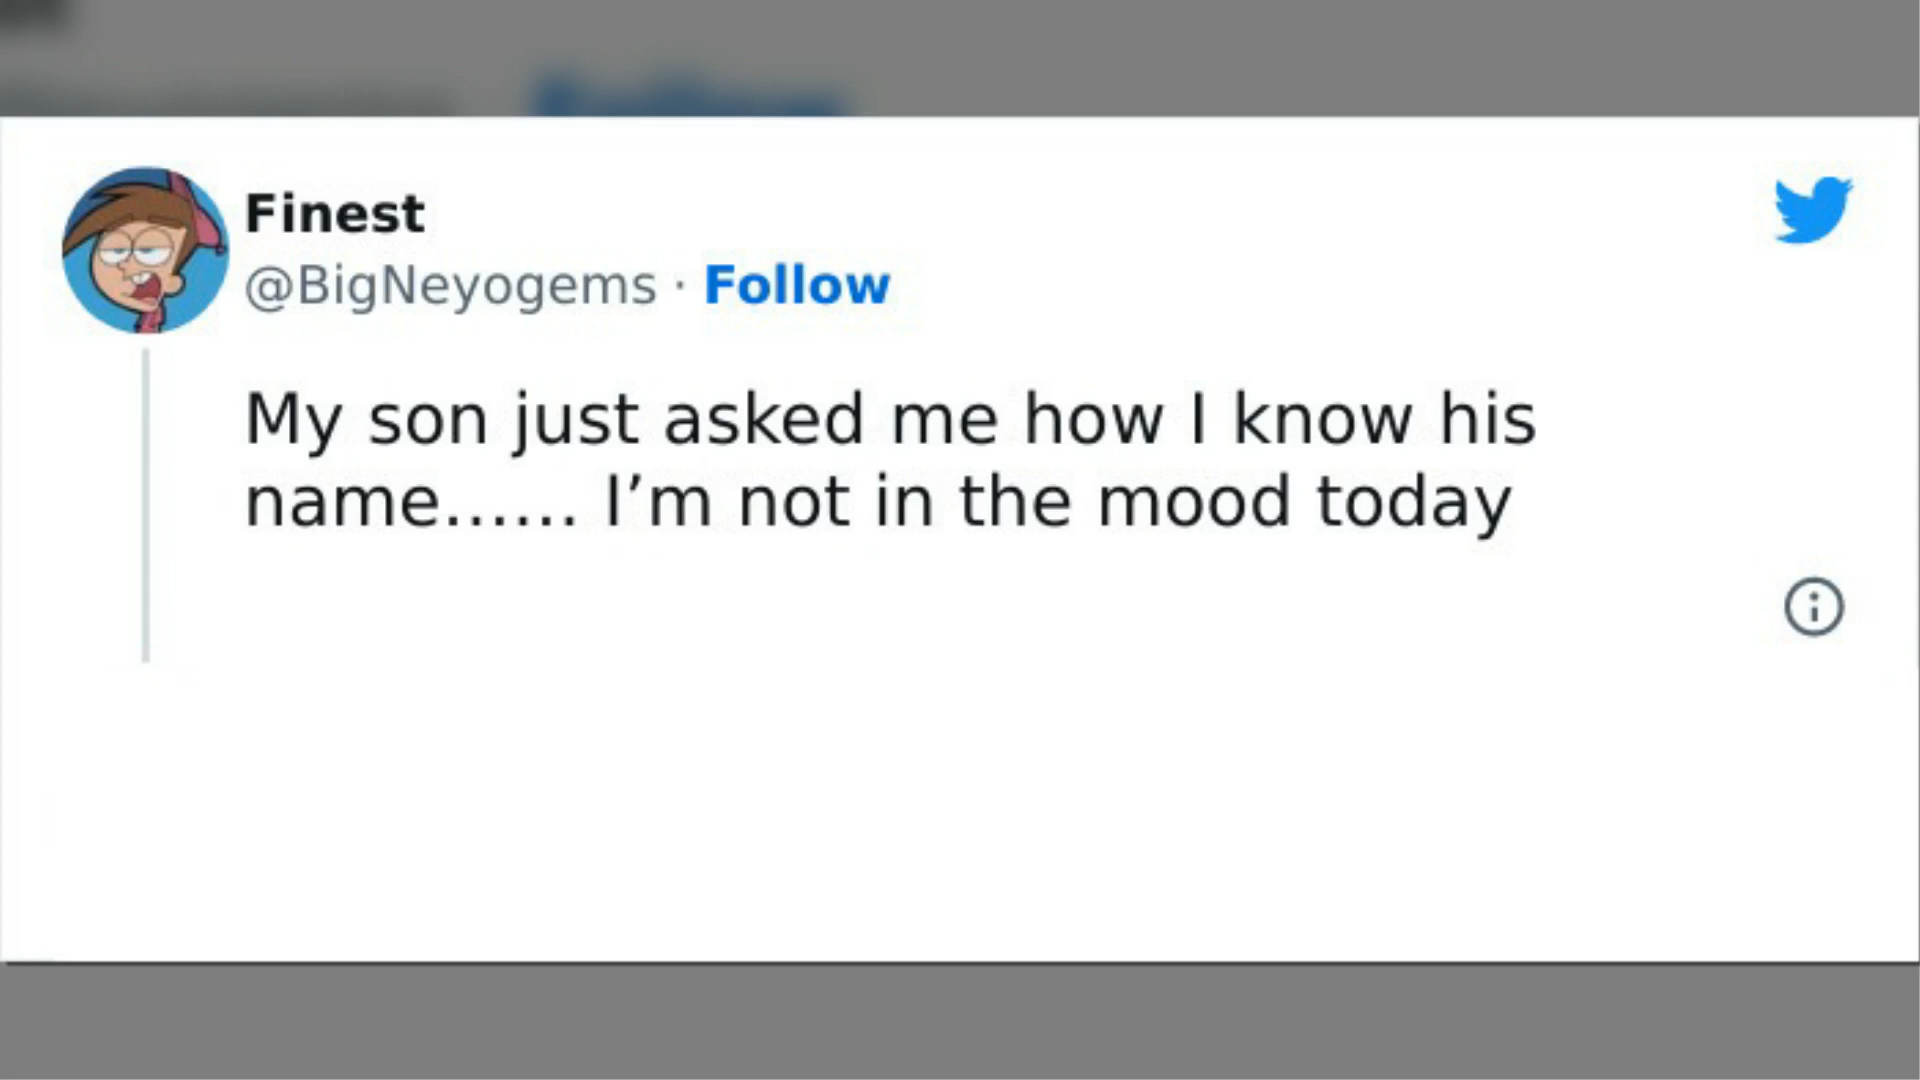 Finest
@BigNeyogems · Follow
My son just asked me how I know his
name...... I’m not in the mood today